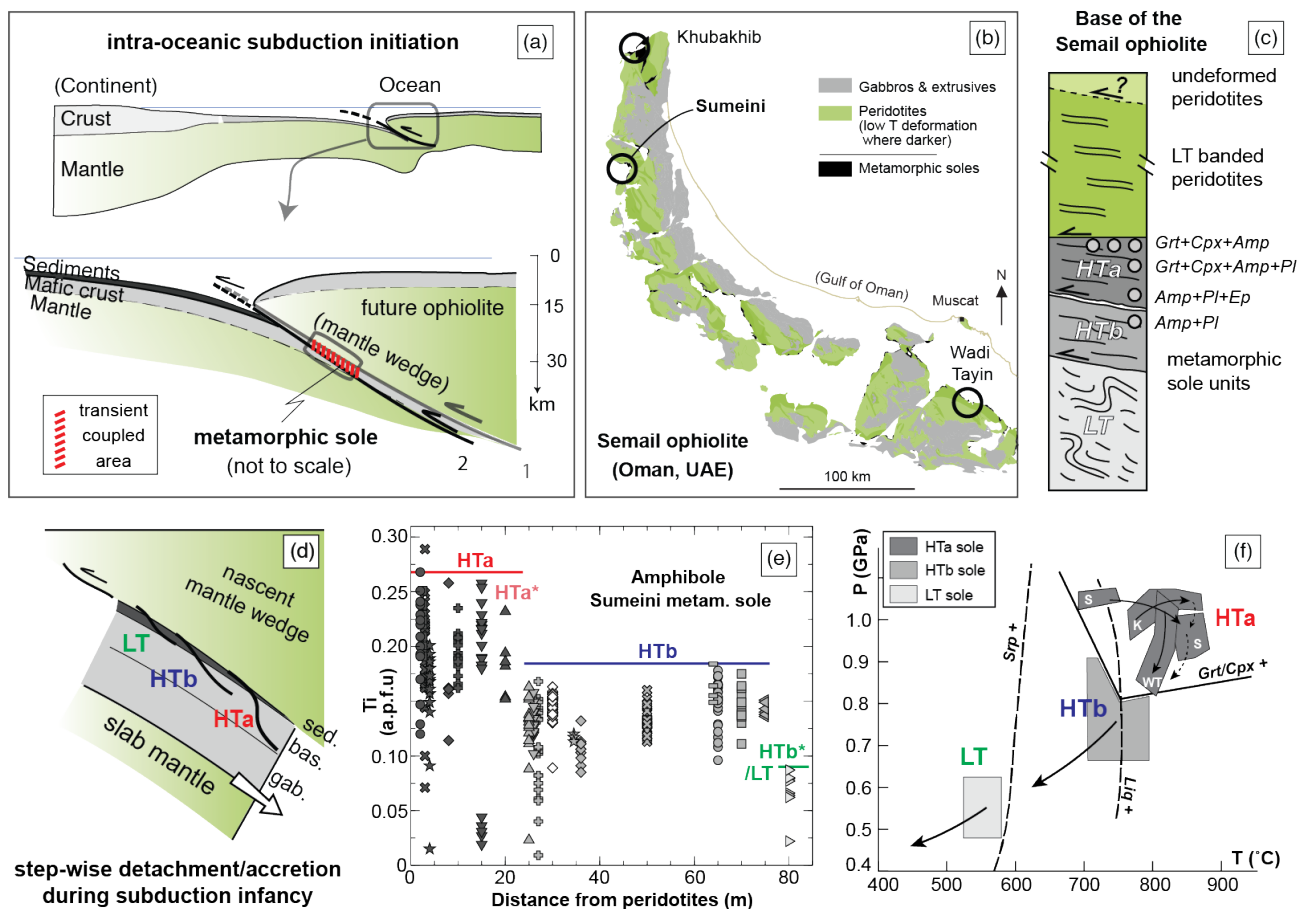 intra-oceanic subduction initiation
(a)
(Continent)
Ocean
Crust
Mantle
Sediments
Mafic crust
Mantle
future ophiolite
(mantle wedge)
0
15
30
km
transient
coupled
area
metamorphic sole
(not to scale)
2
1
(b)
Khubakhib
Sumeini
Gabbros & extrusives
Peridotites
(low T deformation
where darker)
Metamorphic soles
(Gulf of Oman)
N
Muscat
Wadi
Tayin
Semail ophiolite
(Oman, UAE)
100 km
Base of the
Semail ophiolite
(c)
?
undeformed
peridotites
LT banded
peridotites
HTa
Grt+Cpx+Amp
Grt+Cpx+Amp+Pl
Amp+Pl+Ep
HTb
Amp+Pl
metamorphic
sole units
LT
(d)
nascent
mantle wedge
LT
HTb
HTa
sed.
bas.
gab.
slab mantle
step-wise detachment/accretion
during subduction infancy
(e)
0.30
0.25
0.20
0.15
0.1
0.05
0
Ti
(a.p.f.u)
HTa
HTa*
Amphibole
Sumeini metam. sole
HTb
HTb*
/LT
0
20
40
60
80
Distance from peridotites (m)
(f)
P (GPa)
HTa sole
HTb sole
LT sole
1.0
0.9
0.8
0.7
0.6
0.5
0.4
Srp +
S
K
S
WT
HTa
Grt/Cpx +
HTb
LT
Liq +
T (˚C)
400
500
600
700
800
900